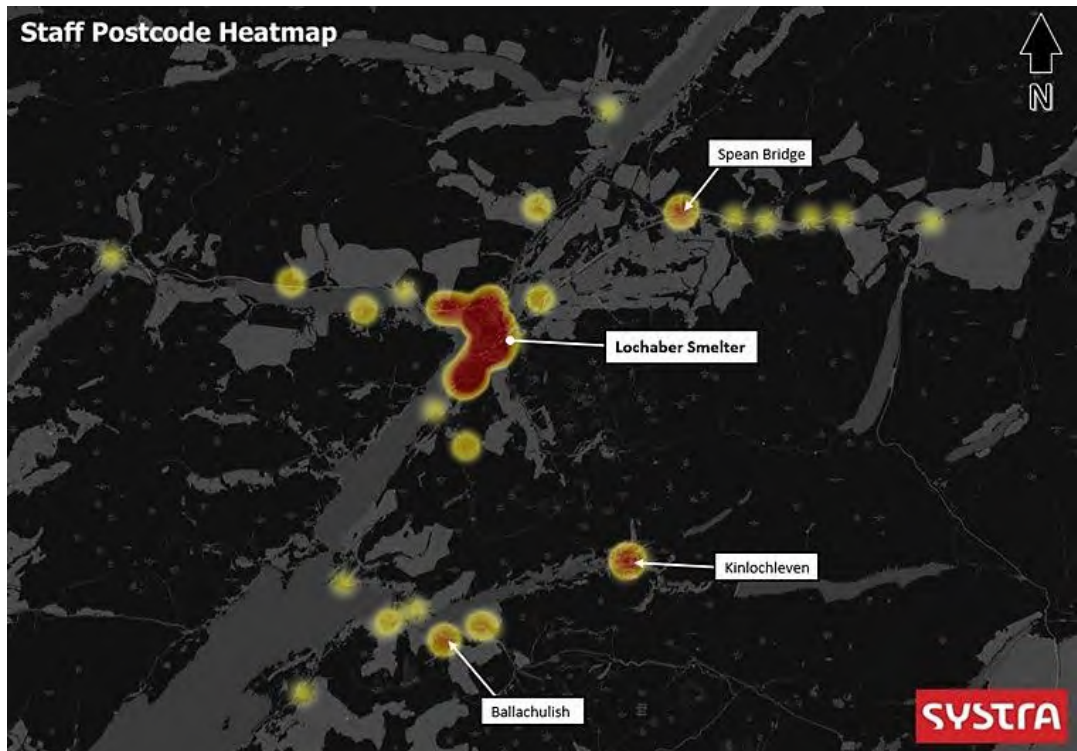 Staff Postcode Heatmap
N
Spean Bridge
Lochaber Smelter
Kinlochleven
Ballachulish
SYSTRA